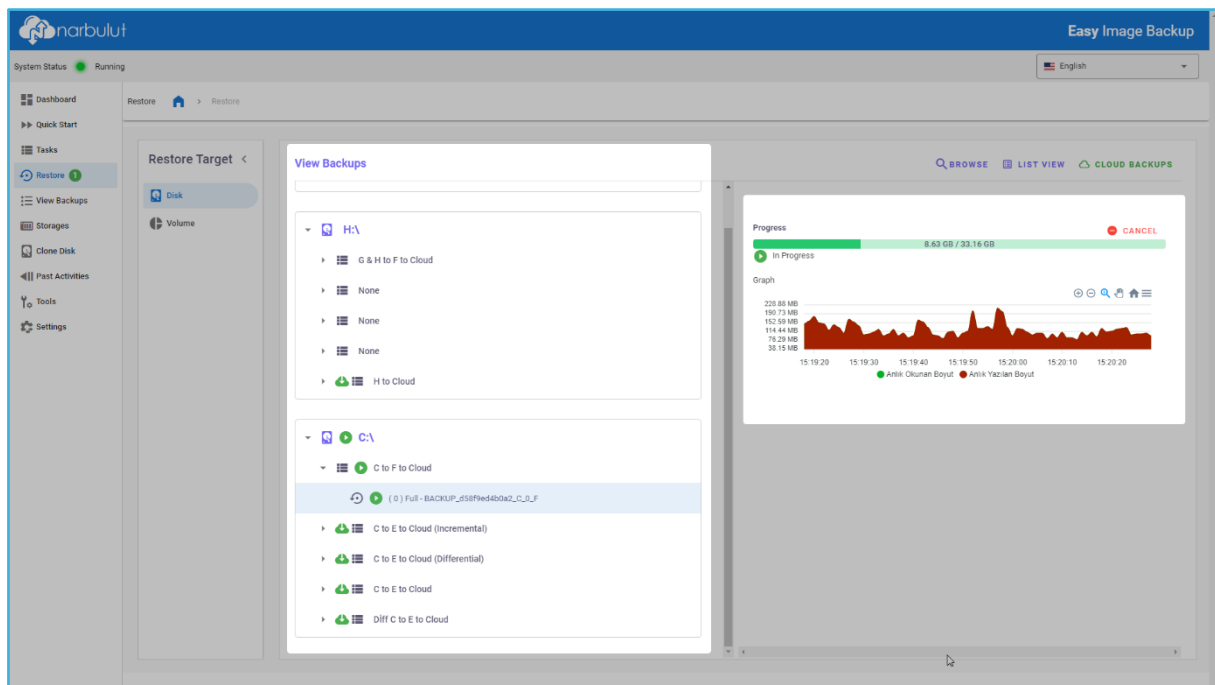 narbulut
Easy Image Backup
System Status Running
English
Dashboard
Quick Start
Tasks
Restore 1
View Backups
Storages
Clone Disk
Past Activities
Tools
Settings
Restore > Restore
Restore Target <
Disk
Volume
View Backups
BROWSE LIST VIEW CLOUD BACKUPS
H:\
G & H to F to Cloud
None
None
None
H to Cloud
C:\
C to F to Cloud
( 0 ) Full - BACKUP_d58f9ed4b0a2_C_0_F
C to E to Cloud (Incremental)
C to E to Cloud (Differential)
C to E to Cloud
Diff C to E to Cloud
Progress
CANCEL
8.63 GB / 33.16 GB
In Progress
Graph
228.88 MB
190.73 MB
152.59 MB
114.44 MB
76.29 MB
38.15 MB
15:19:20 15:19:30 15:19:40 15:19:50 15:20:00 15:20:10 15:20:20
Anlık Okunan Boyut Anlık Yazılan Boyut